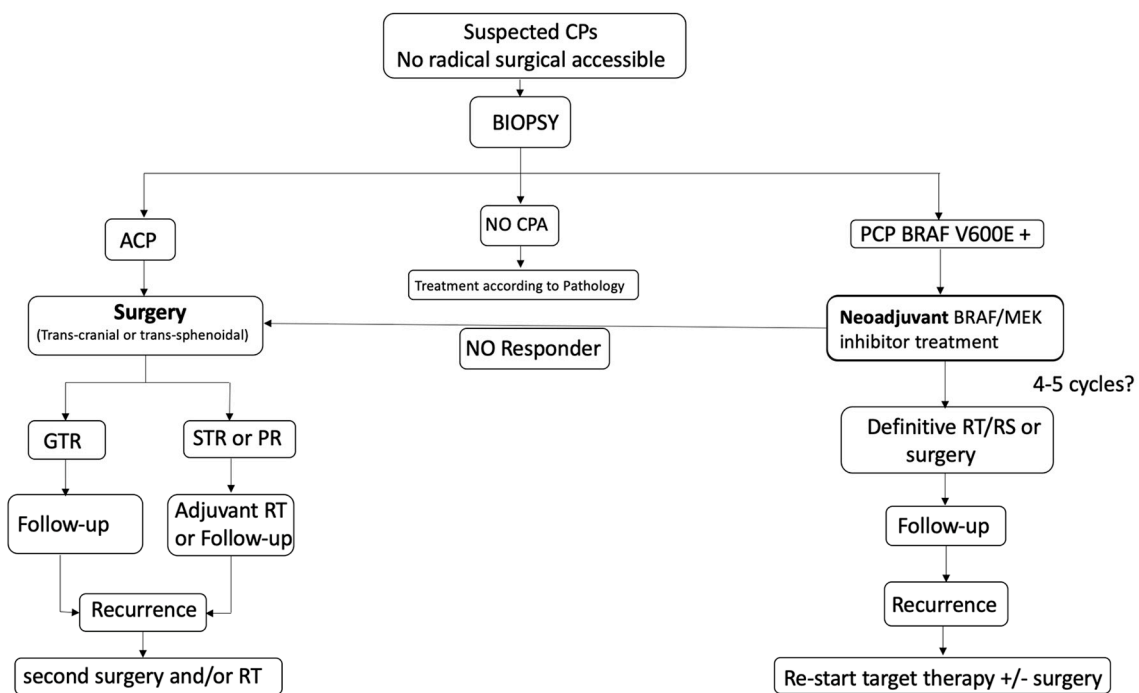 Suspected CPs
No radical surgical accessible
BIOPSY
ACP
NO CPA
PCP BRAF V600E +
Treatment according to Pathology
Surgery
(Trans-cranial or trans-sphenoidal)
NO Responder
Neoadjuvant BRAF/MEK
inhibitor treatment
4-5 cycles?
GTR
STR or PR
Definitive RT/RS or
surgery
Follow-up
Adjuvant RT
or Follow-up
Follow-up
Recurrence
Recurrence
second surgery and/or RT
Re-start target therapy +/- surgery